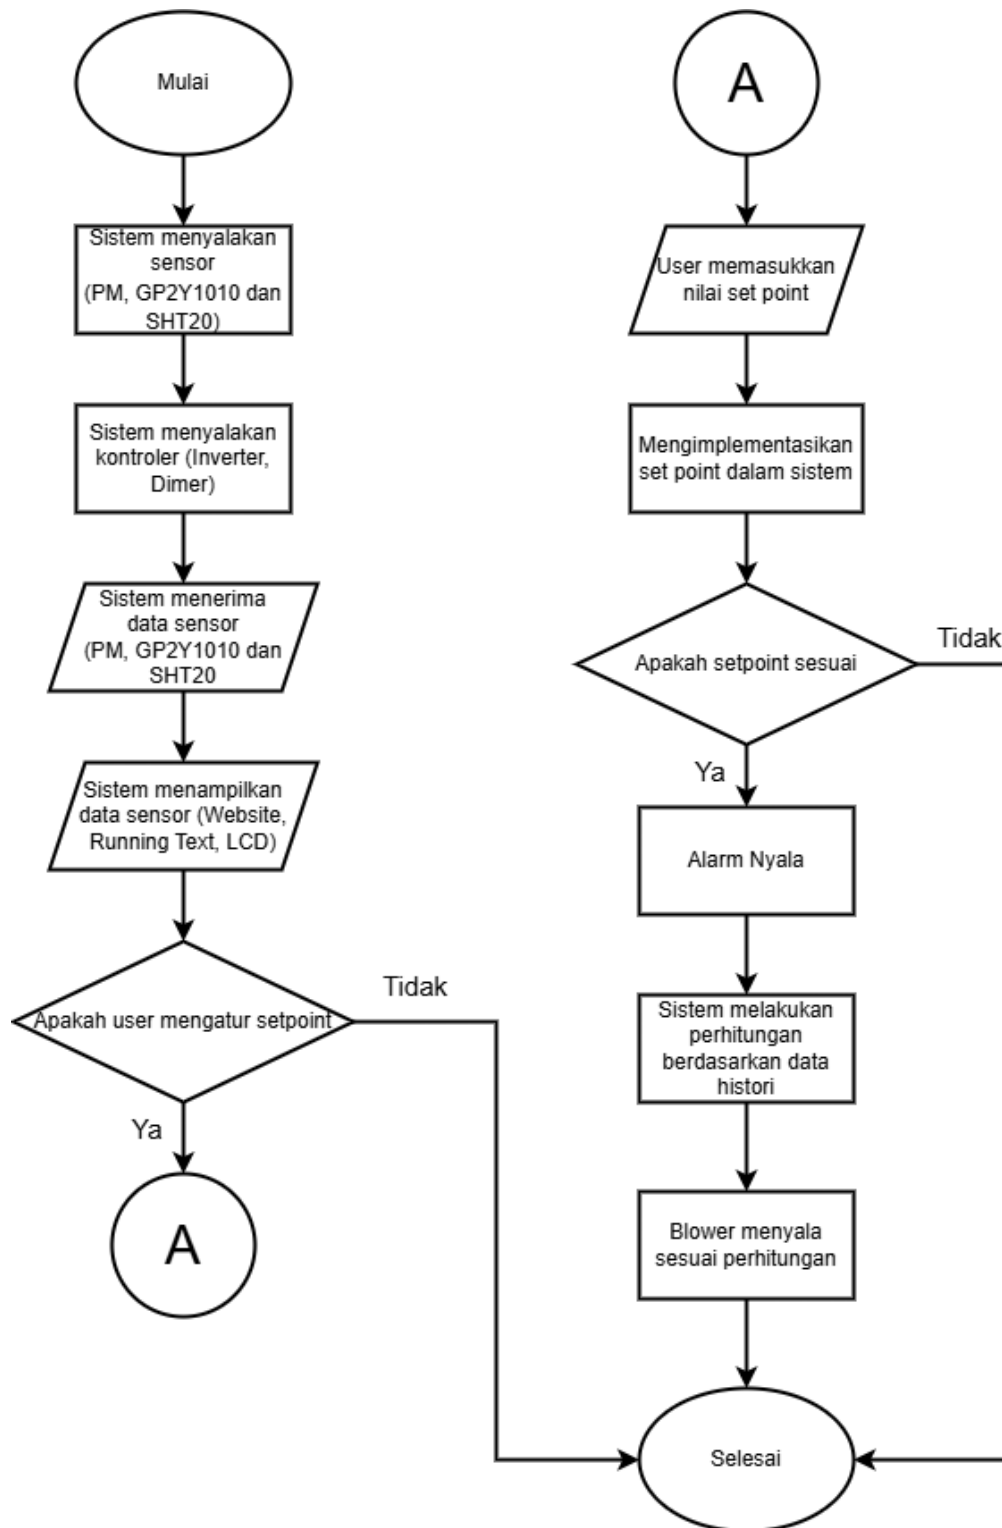 Mulai
Sistem menyalakan
sensor
(PM, GP2Y1010 dan
SHT20)
Sistem menyalakan
kontroler (Inverter,
Dimer)
Sistem menerima
data sensor
(PM, GP2Y1010 dan
SHT20
Sistem menampilkan
data sensor (Website,
Running Text, LCD)
Apakah user mengatur setpoint
Tidak
Ya
A
A
User memasukkan
nilai set point
Mengimplementasikan
set point dalam sistem
Apakah setpoint sesuai
Tidak
Ya
Alarm Nyala
Sistem melakukan
perhitungan
berdasarkan data
histori
Blower menyala
sesuai perhitungan
Selesai